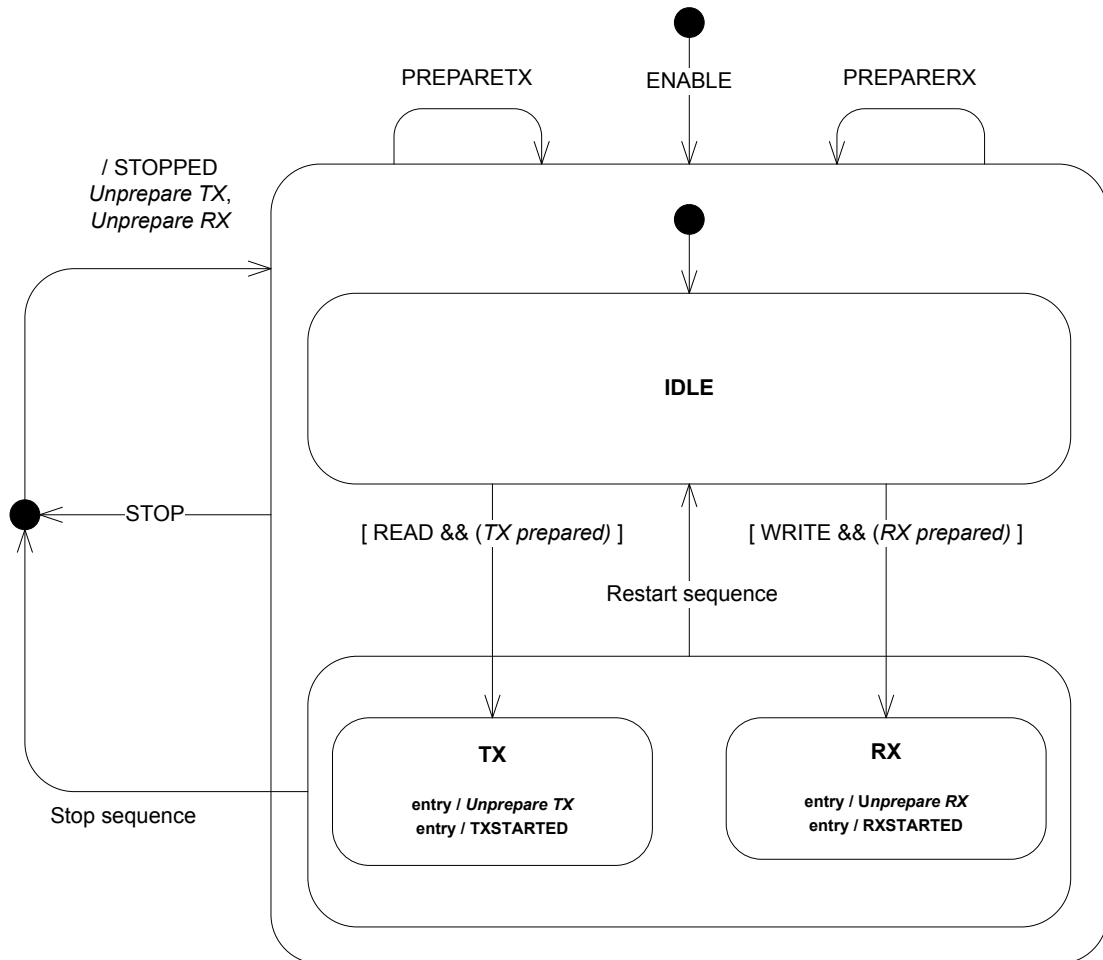 PREPARETX
ENABLE
PREPARERX
/ STOPPED
Unprepare TX,
Unprepare RX
IDLE
STOP
[ READ && (TX prepared) ]
[ WRITE && (RX prepared) ]
Restart sequence
TX
entry / Unprepare TX
entry / TXSTARTED
RX
entry / Unprepare RX
entry / RXSTARTED
Stop sequence